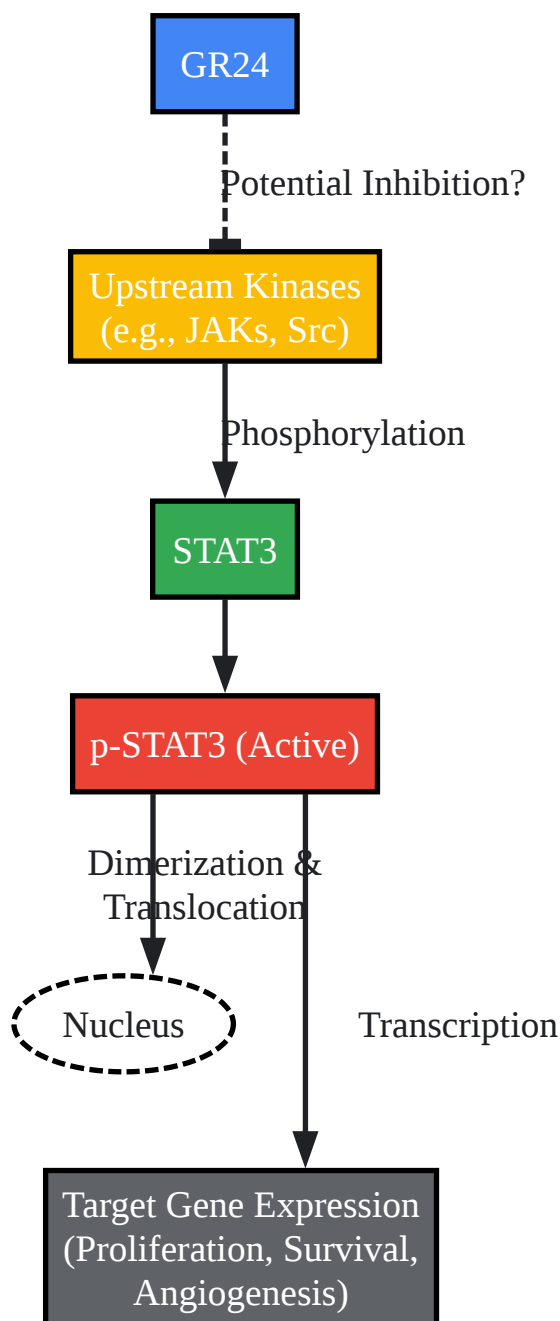 GR24
Potential Inhibition?
Upstream Kinases
(e.g., JAKs, Src)
Phosphorylation
STAT3
p-STAT3 (Active)
Dimerization &
Translocation
Nucleus
Transcription
Target Gene Expression
(Proliferation, Survival,
Angiogenesis)